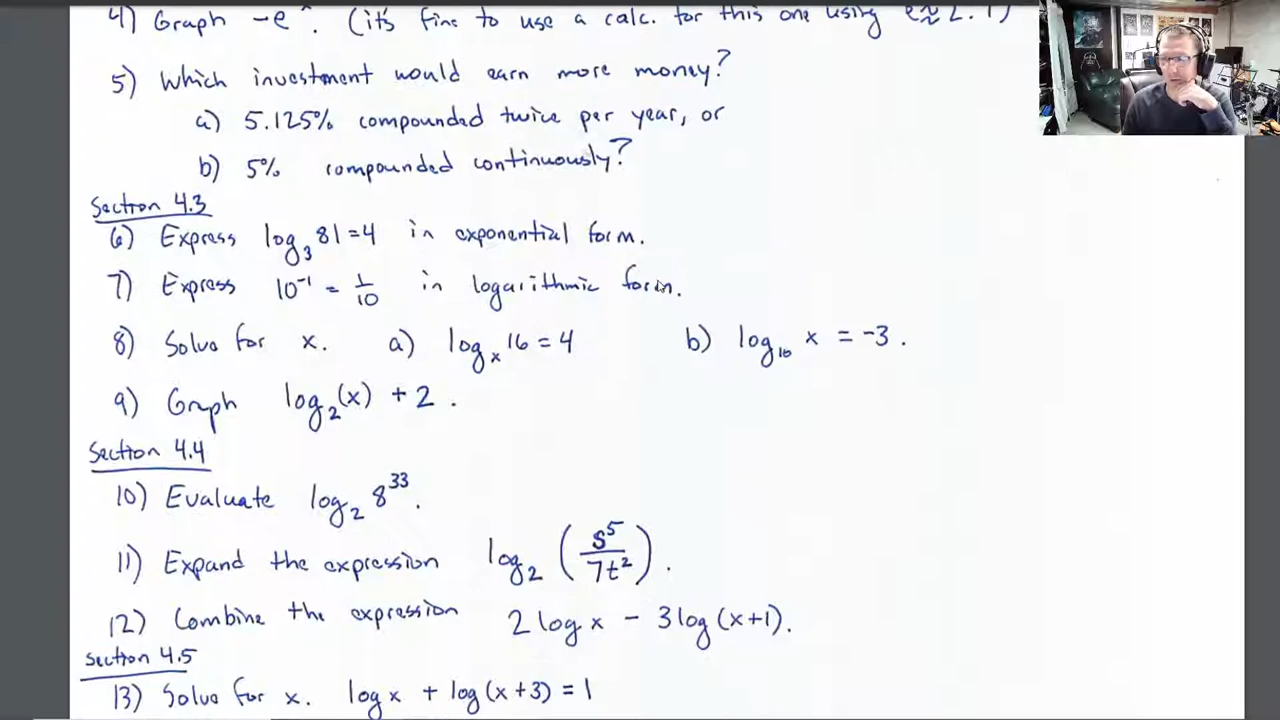 4) Graph -e^x. (it's fine to use a calc. for this one using e≈2.7)
5) Which investment would earn more money?
a) 5.125% compounded twice per year, or
b) 5% compounded continuously?
Section 4.3
6) Express log₃ 81 = 4 in exponential form.
7) Express 10⁻¹ = 1/10 in logarithmic form.
8) Solve for x. a) logₓ 16 = 4 b) log₁₀ x = -3.
9) Graph log₂(x) + 2.
Section 4.4
10) Evaluate log₂ 8³³.
11) Expand the expression log₂ (s⁵/7t²).
12) Combine the expression 2 log x - 3 log (x+1).
Section 4.5
13) Solve for x. log x + log (x+3) = 1